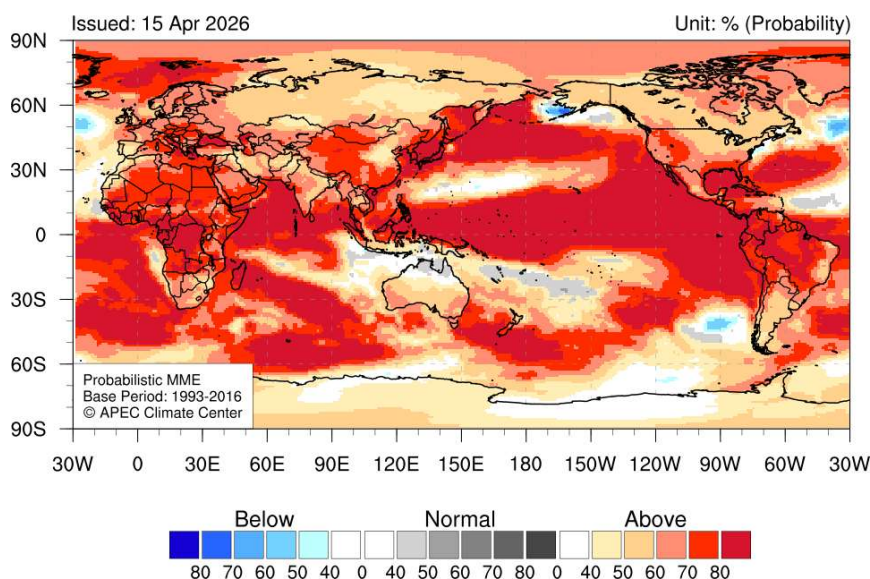 Issued: 15 Apr 2026 Unit: % (Probability)
90N
60N
30N
0
30S
60S
90S
Probabilistic MME
Base Period: 1993-2016
© APEC Climate Center
30W 0 30E 60E 90E 120E 150E 180 150W 120W 90W 60W 30W
Below Normal Above
80 70 60 50 40 0 40 50 60 70 80 0 40 50 60 70 80